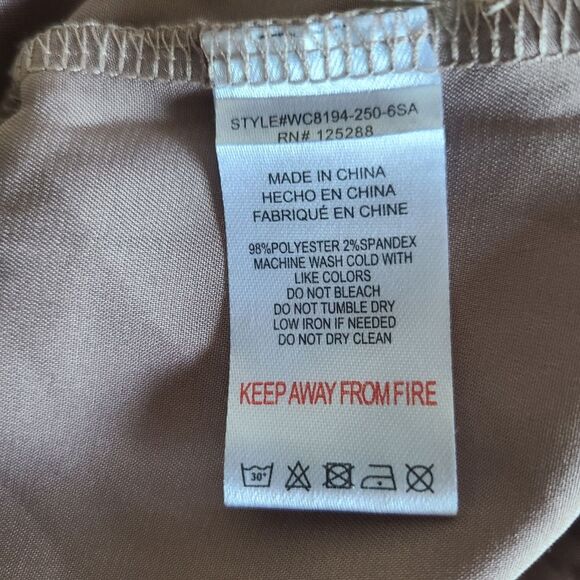 STYLE#WC8194-250-6SA
RN# 125288
MADE IN CHINA
HECHO EN CHINA
FABRIQUÉ EN CHINE
98%POLYESTER 2%SPANDEX
MACHINE WASH COLD WITH
LIKE COLORS
DO NOT BLEACH
DO NOT TUMBLE DRY
LOW IRON IF NEEDED
DO NOT DRY CLEAN
KEEP AWAY FROM FIRE
30°